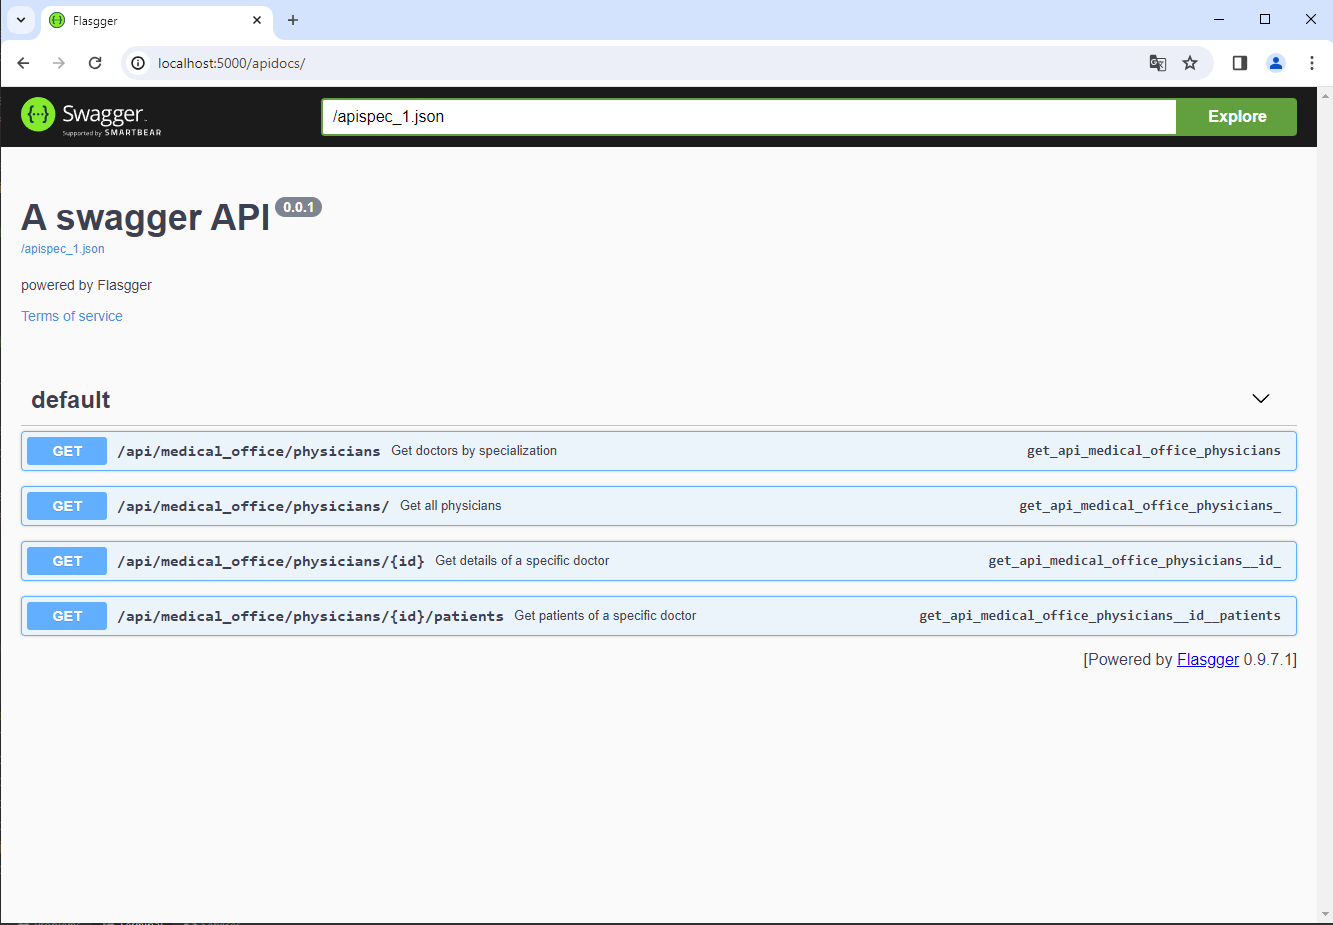 Flasgger
localhost:5000/apidocs/
Swagger
Supported by SMARTBEAR
/apispec_1.json
Explore
A swagger API 0.0.1
/apispec_1.json
powered by Flasgger
Terms of service
default
GET /api/medical_office/physicians Get doctors by specialization get_api_medical_office_physicians
GET /api/medical_office/physicians/ Get all physicians get_api_medical_office_physicians_
GET /api/medical_office/physicians/{id} Get details of a specific doctor get_api_medical_office_physicians__id_
GET /api/medical_office/physicians/{id}/patients Get patients of a specific doctor get_api_medical_office_physicians__id__patients
[Powered by Flasgger 0.9.7.1]